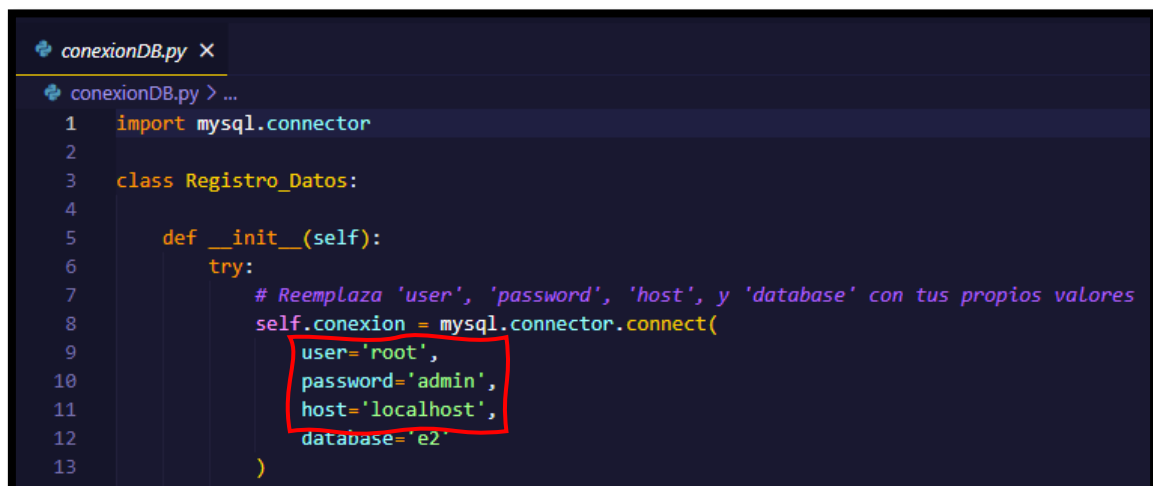 conexionDB.py ×
conexionDB.py > ...
1 import mysql.connector
2
3 class Registro_Datos:
4
5 def __init__(self):
6 try:
7 # Reemplaza 'user', 'password', 'host', y 'database' con tus propios valores
8 self.conexion = mysql.connector.connect(
9 user='root',
10 password='admin',
11 host='localhost',
12 database='e2'
13 )